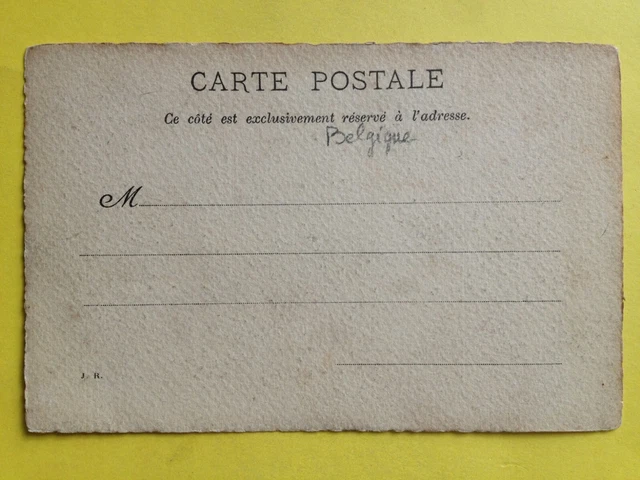 CARTE POSTALE
Ce côté est exclusivement réservé à l'adresse.
Belgique
M
J. R.